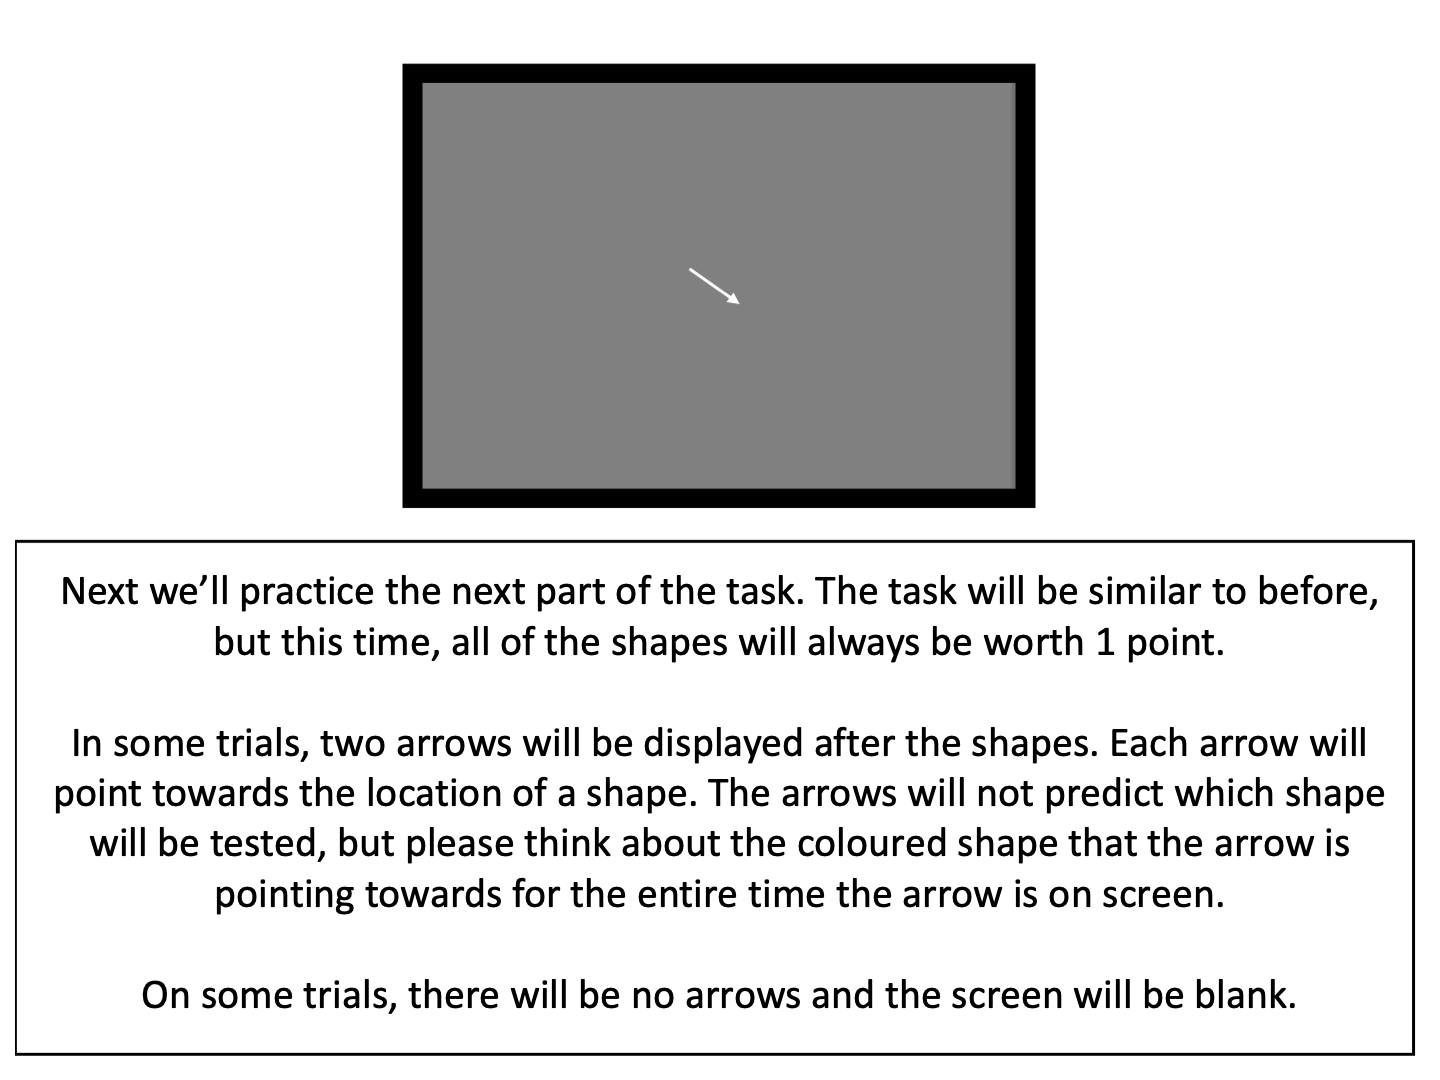 Next we’ll practice the next part of the task. The task will be similar to before,
but this time, all of the shapes will always be worth 1 point.
In some trials, two arrows will be displayed after the shapes. Each arrow will
point towards the location of a shape. The arrows will not predict which shape
will be tested, but please think about the coloured shape that the arrow is
pointing towards for the entire time the arrow is on screen.
On some trials, there will be no arrows and the screen will be blank.